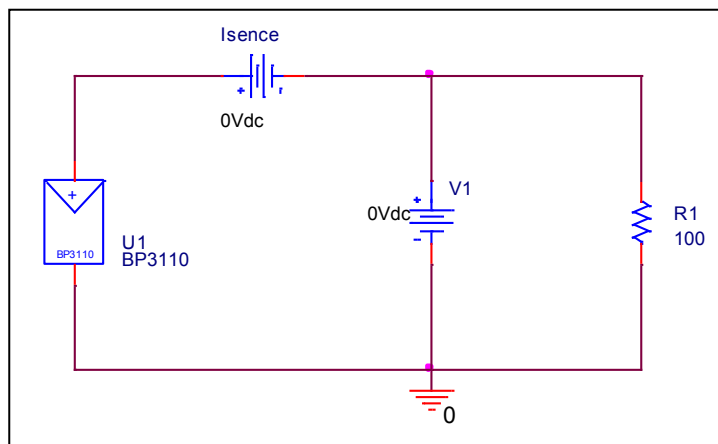 Isence
+
0Vdc
+
BP3110
U1
BP3110
+
V1
0Vdc
-
R1
100
0